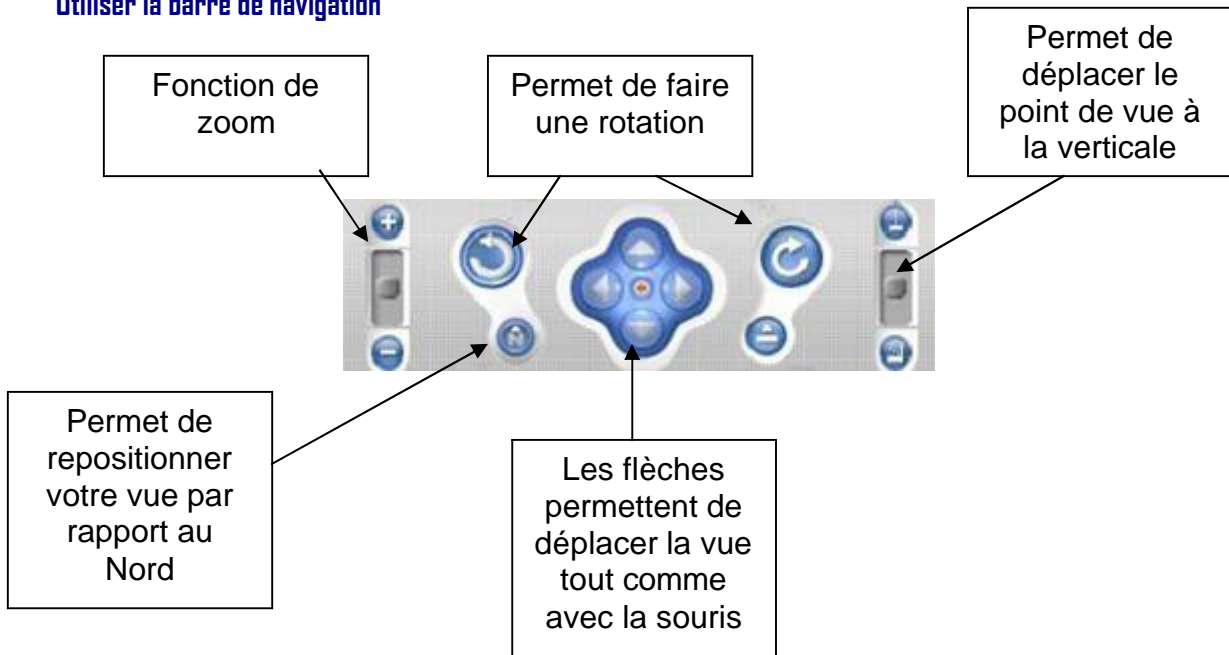 Utiliser la barre de navigation
Fonction de
zoom
Permet de faire
une rotation
Permet de
déplacer le
point de vue à
la verticale
N
Permet de
repositionner
votre vue par
rapport au
Nord
Les flèches
permettent de
déplacer la vue
tout comme
avec la souris